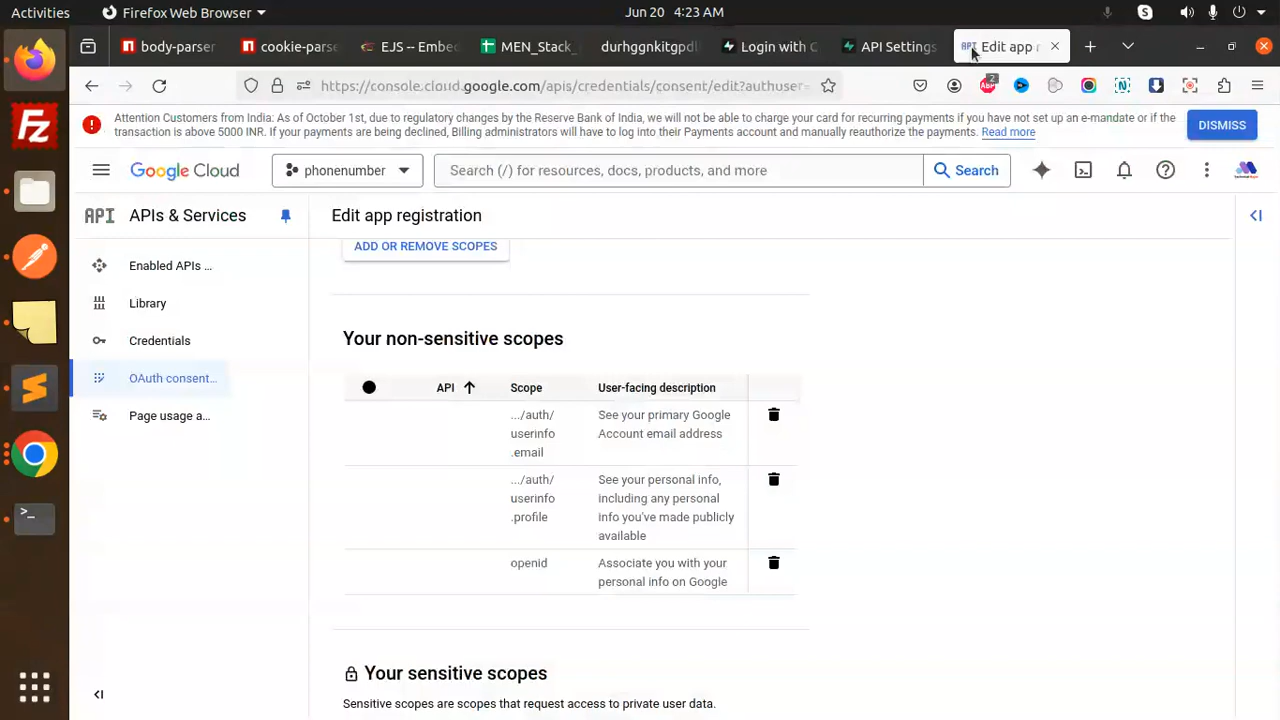 Activities
Firefox Web Browser
Jun 20 4:23 AM
body-parser
cookie-parse
EJS -- Embec
MEN_Stack_
durhggnkitgpdl
Login with C
API Settings
Edit app r
https://console.cloud.google.com/apis/credentials/consent/edit?authuser=
2
Attention Customers from India: As of October 1st, due to regulatory changes by the Reserve Bank of India, we will not be able to charge your card for recurring payments if you have not set up an e-mandate or if the
transaction is above 5000 INR. If your payments are being declined, Billing administrators will have to log into their Payments account and manually reauthorize the payments. Read more
DISMISS
Google Cloud
phonenumber
Search (/) for resources, docs, products, and more
Search
API
APIs & Services
Edit app registration
ADD OR REMOVE SCOPES
Enabled APIs ...
Library
Credentials
OAuth consent...
Page usage a...
Your non-sensitive scopes
API
Scope
User-facing description
.../auth/
userinfo
.email
See your primary Google
Account email address
.../auth/
userinfo
.profile
See your personal info,
including any personal
info you've made publicly
available
openid
Associate you with your
personal info on Google
Your sensitive scopes
Sensitive scopes are scopes that request access to private user data.